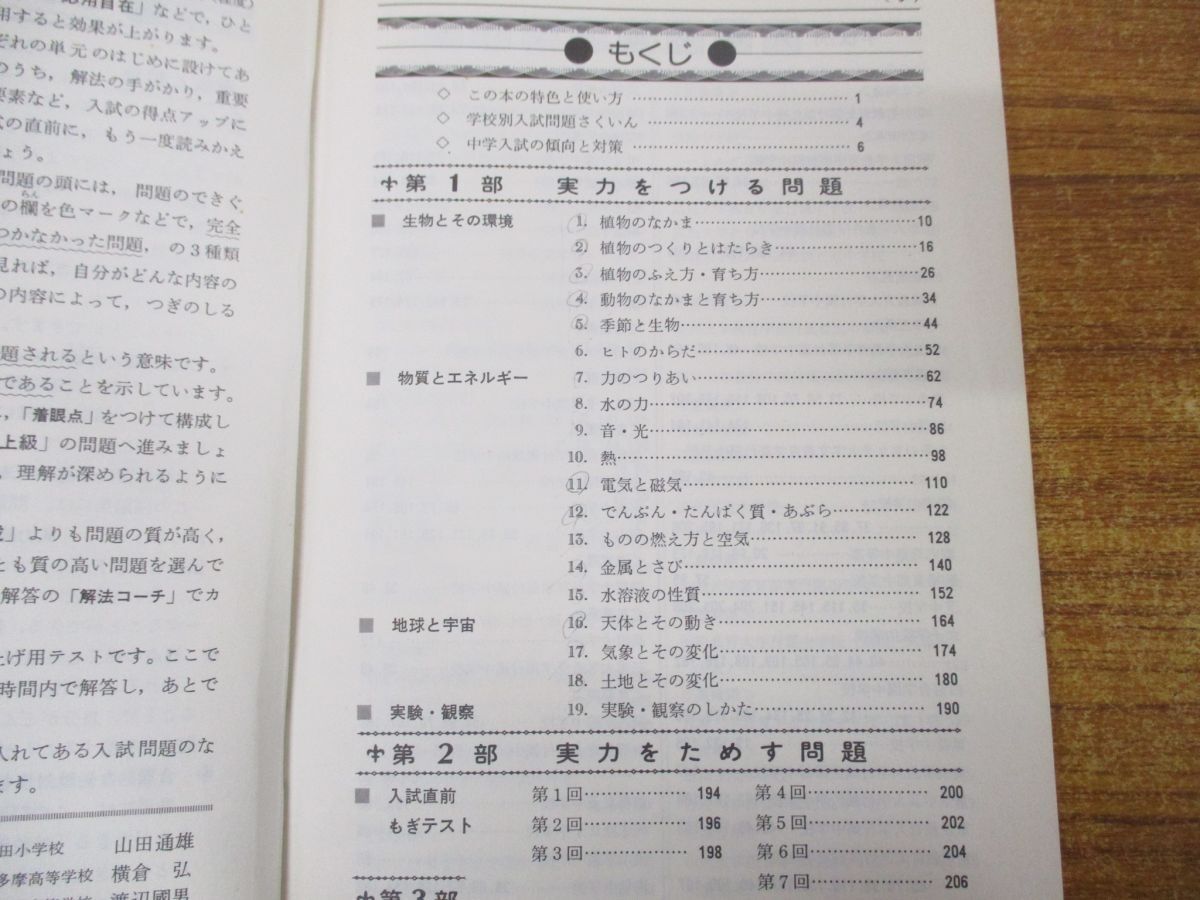 応用自在」などで，ひと
用すると効果が上がります。
ぞれの単元のはじめに設けてあ
のうち，解法の手がかり，重要
要素など，入試の得点アップに
式の直前に，もう一度読みかえ
しょう。
問題の頭には，問題のできぐ
の欄を色マークなどで，完全
つかなかった問題，の3種類
見れば，自分がどんな内容の
の内容によって，つぎのしる
題されるという意味です。
であることを示しています。
，「着眼点」をつけて構成し
上級」の問題へ進みましょ
，理解が深められるように
」よりも問題の質が高く，
とも質の高い問題を選んで
解答の「解法コーチ」でカ
上げ用テストです。ここで
時間内で解答し，あとで
入れてある入試問題のな
ます。
田小学校 山田通雄
多摩高等学校 横倉 弘
渡辺國男
● もくじ ●
◇ この本の特色と使い方 …… 1
◇ 学校別入試問題さくいん …… 4
◇ 中学入試の傾向と対策 …… 6
第1部 実力をつける問題
■ 生物とその環境 1. 植物のなかま …… 10
2. 植物のつくりとはたらき …… 16
3. 植物のふえ方・育ち方 …… 26
4. 動物のなかまと育ち方 …… 34
5. 季節と生物 …… 44
6. ヒトのからだ …… 52
■ 物質とエネルギー 7. 力のつりあい …… 62
8. 水の力 …… 74
9. 音・光 …… 86
10. 熱 …… 98
11. 電気と磁気 …… 110
12. でんぷん・たんぱく質・あぶら …… 122
13. ものの燃え方と空気 …… 128
14. 金属とさび …… 140
15. 水溶液の性質 …… 152
■ 地球と宇宙 16. 天体とその動き …… 164
17. 気象とその変化 …… 174
18. 土地とその変化 …… 180
■ 実験・観察 19. 実験・観察のしかた …… 190
第2部 実力をためす問題
■ 入試直前 第1回 …… 194 第4回 …… 200
もぎテスト 第2回 …… 196 第5回 …… 202
第3回 …… 198 第6回 …… 204
第7回 …… 206
第3部